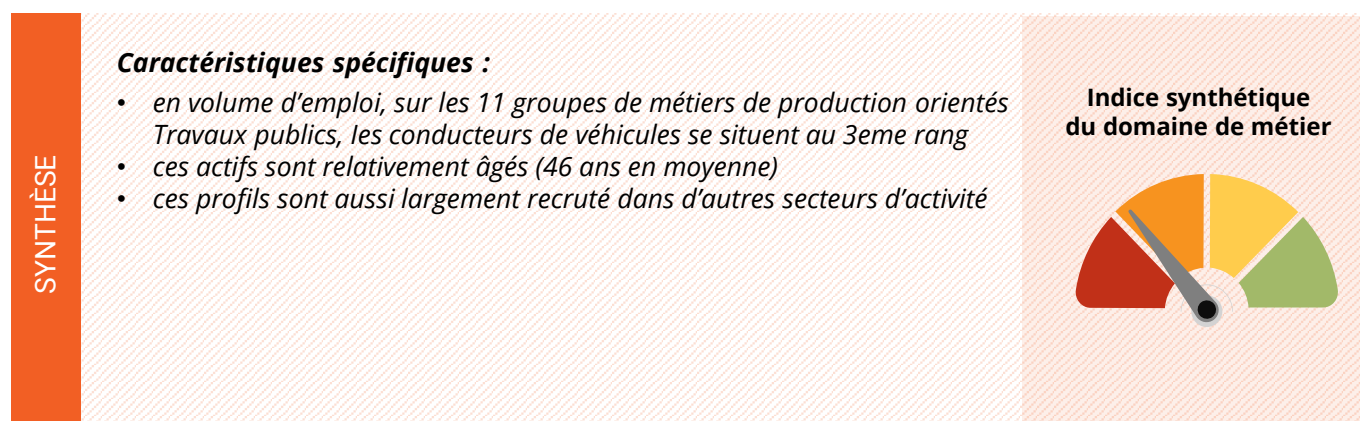 SYNTHÈSE
Caractéristiques spécifiques :
• en volume d’emploi, sur les 11 groupes de métiers de production orientés
Travaux publics, les conducteurs de véhicules se situent au 3eme rang
• ces actifs sont relativement âgés (46 ans en moyenne)
• ces profils sont aussi largement recruté dans d’autres secteurs d’activité
Indice synthétique
du domaine de métier